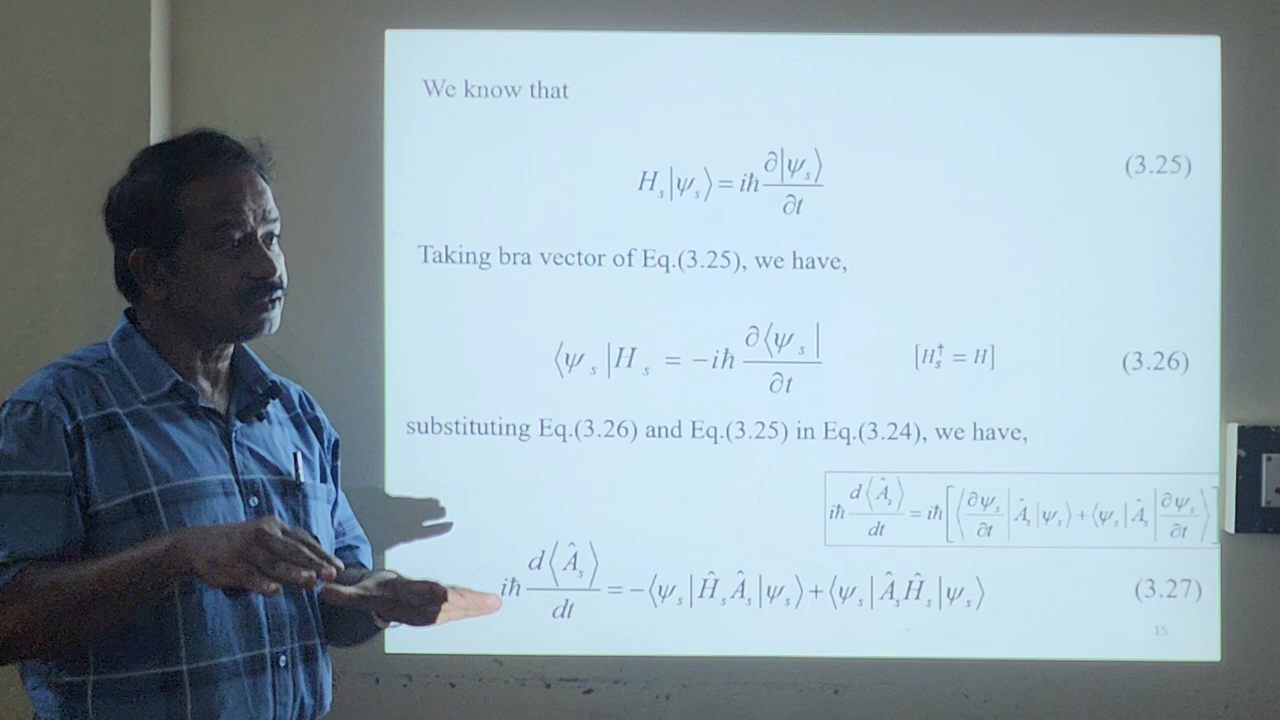 We know that
H_s|ψ_s⟩ = iħ ∂|ψ_s⟩/∂t (3.25)
Taking bra vector of Eq.(3.25), we have,
⟨ψ_s|H_s = −iħ ∂⟨ψ_s|/∂t [H_s† = H] (3.26)
substituting Eq.(3.26) and Eq.(3.25) in Eq.(3.24), we have,
iħ d⟨Â_s⟩/dt = iħ[⟨∂ψ_s/∂t|Â_s|ψ_s⟩ + ⟨ψ_s|Â_s|∂ψ_s/∂t⟩]
iħ d⟨Â_s⟩/dt = −⟨ψ_s|Ĥ_sÂ_s|ψ_s⟩ + ⟨ψ_s|Â_sĤ_s|ψ_s⟩ (3.27)
15